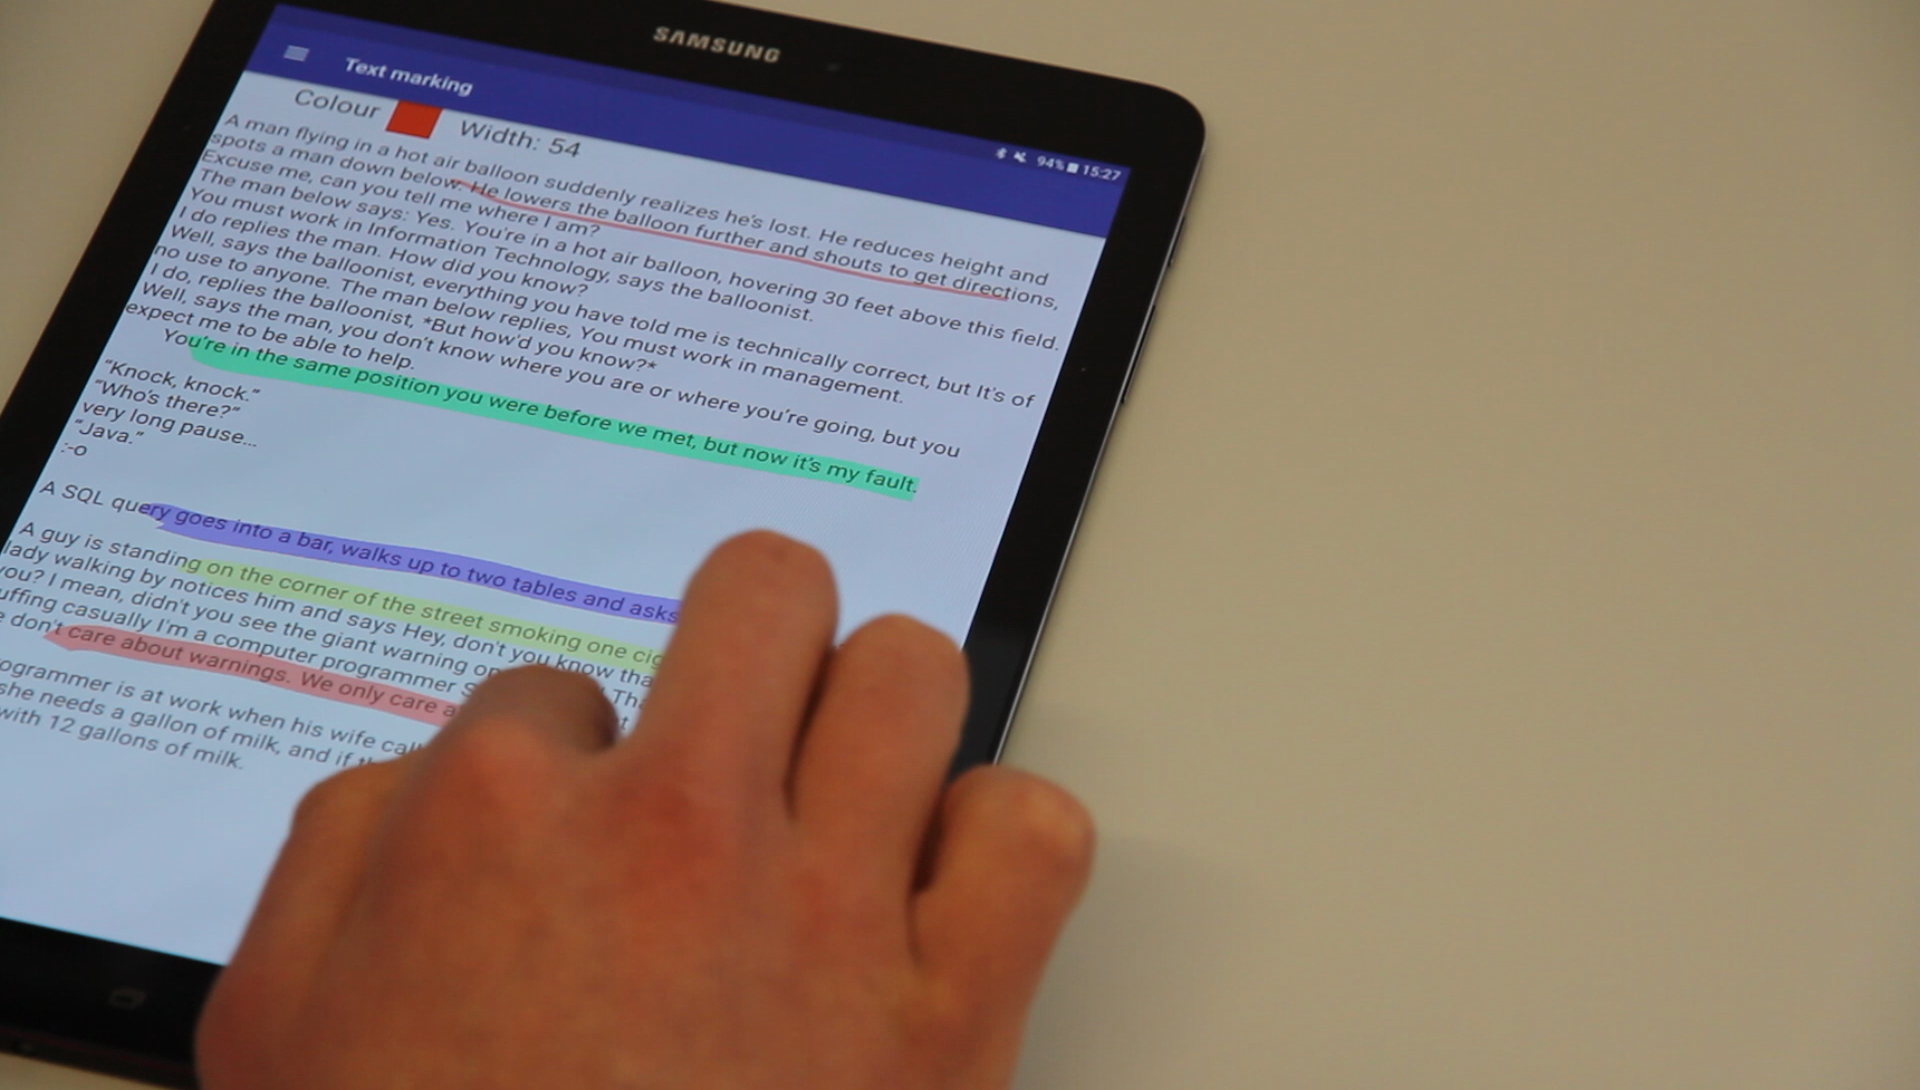 SAMSUNG
Text marking
94% 15:27
Colour Width: 54
A man flying in a hot air balloon suddenly realizes he's lost. He reduces height and
spots a man down below. He lowers the balloon further and shouts to get directions,
Excuse me, can you tell me where I am?
The man below says: Yes. You're in a hot air balloon, hovering 30 feet above this field.
You must work in Information Technology, says the balloonist.
I do replies the man. How did you know?
Well, says the balloonist, everything you have told me is technically correct, but It's of
no use to anyone. The man below replies, You must work in management.
I do, replies the balloonist, *But how'd you know?*
Well, says the man, you don't know where you are or where you're going, but you
expect me to be able to help.
You're in the same position you were before we met, but now it's my fault.
"Knock, knock."
"Who's there?"
very long pause...
"Java."
:-o
A SQL query goes into a bar, walks up to two tables and asks
A guy is standing on the corner of the street smoking one cig
lady walking by notices him and says Hey, don't you know tha
you? I mean, didn't you see the giant warning on
uffing casually I'm a computer programmer
e don't care about warnings. We only care a
ogrammer is at work when his wife cal
she needs a gallon of milk, and if th
with 12 gallons of milk.